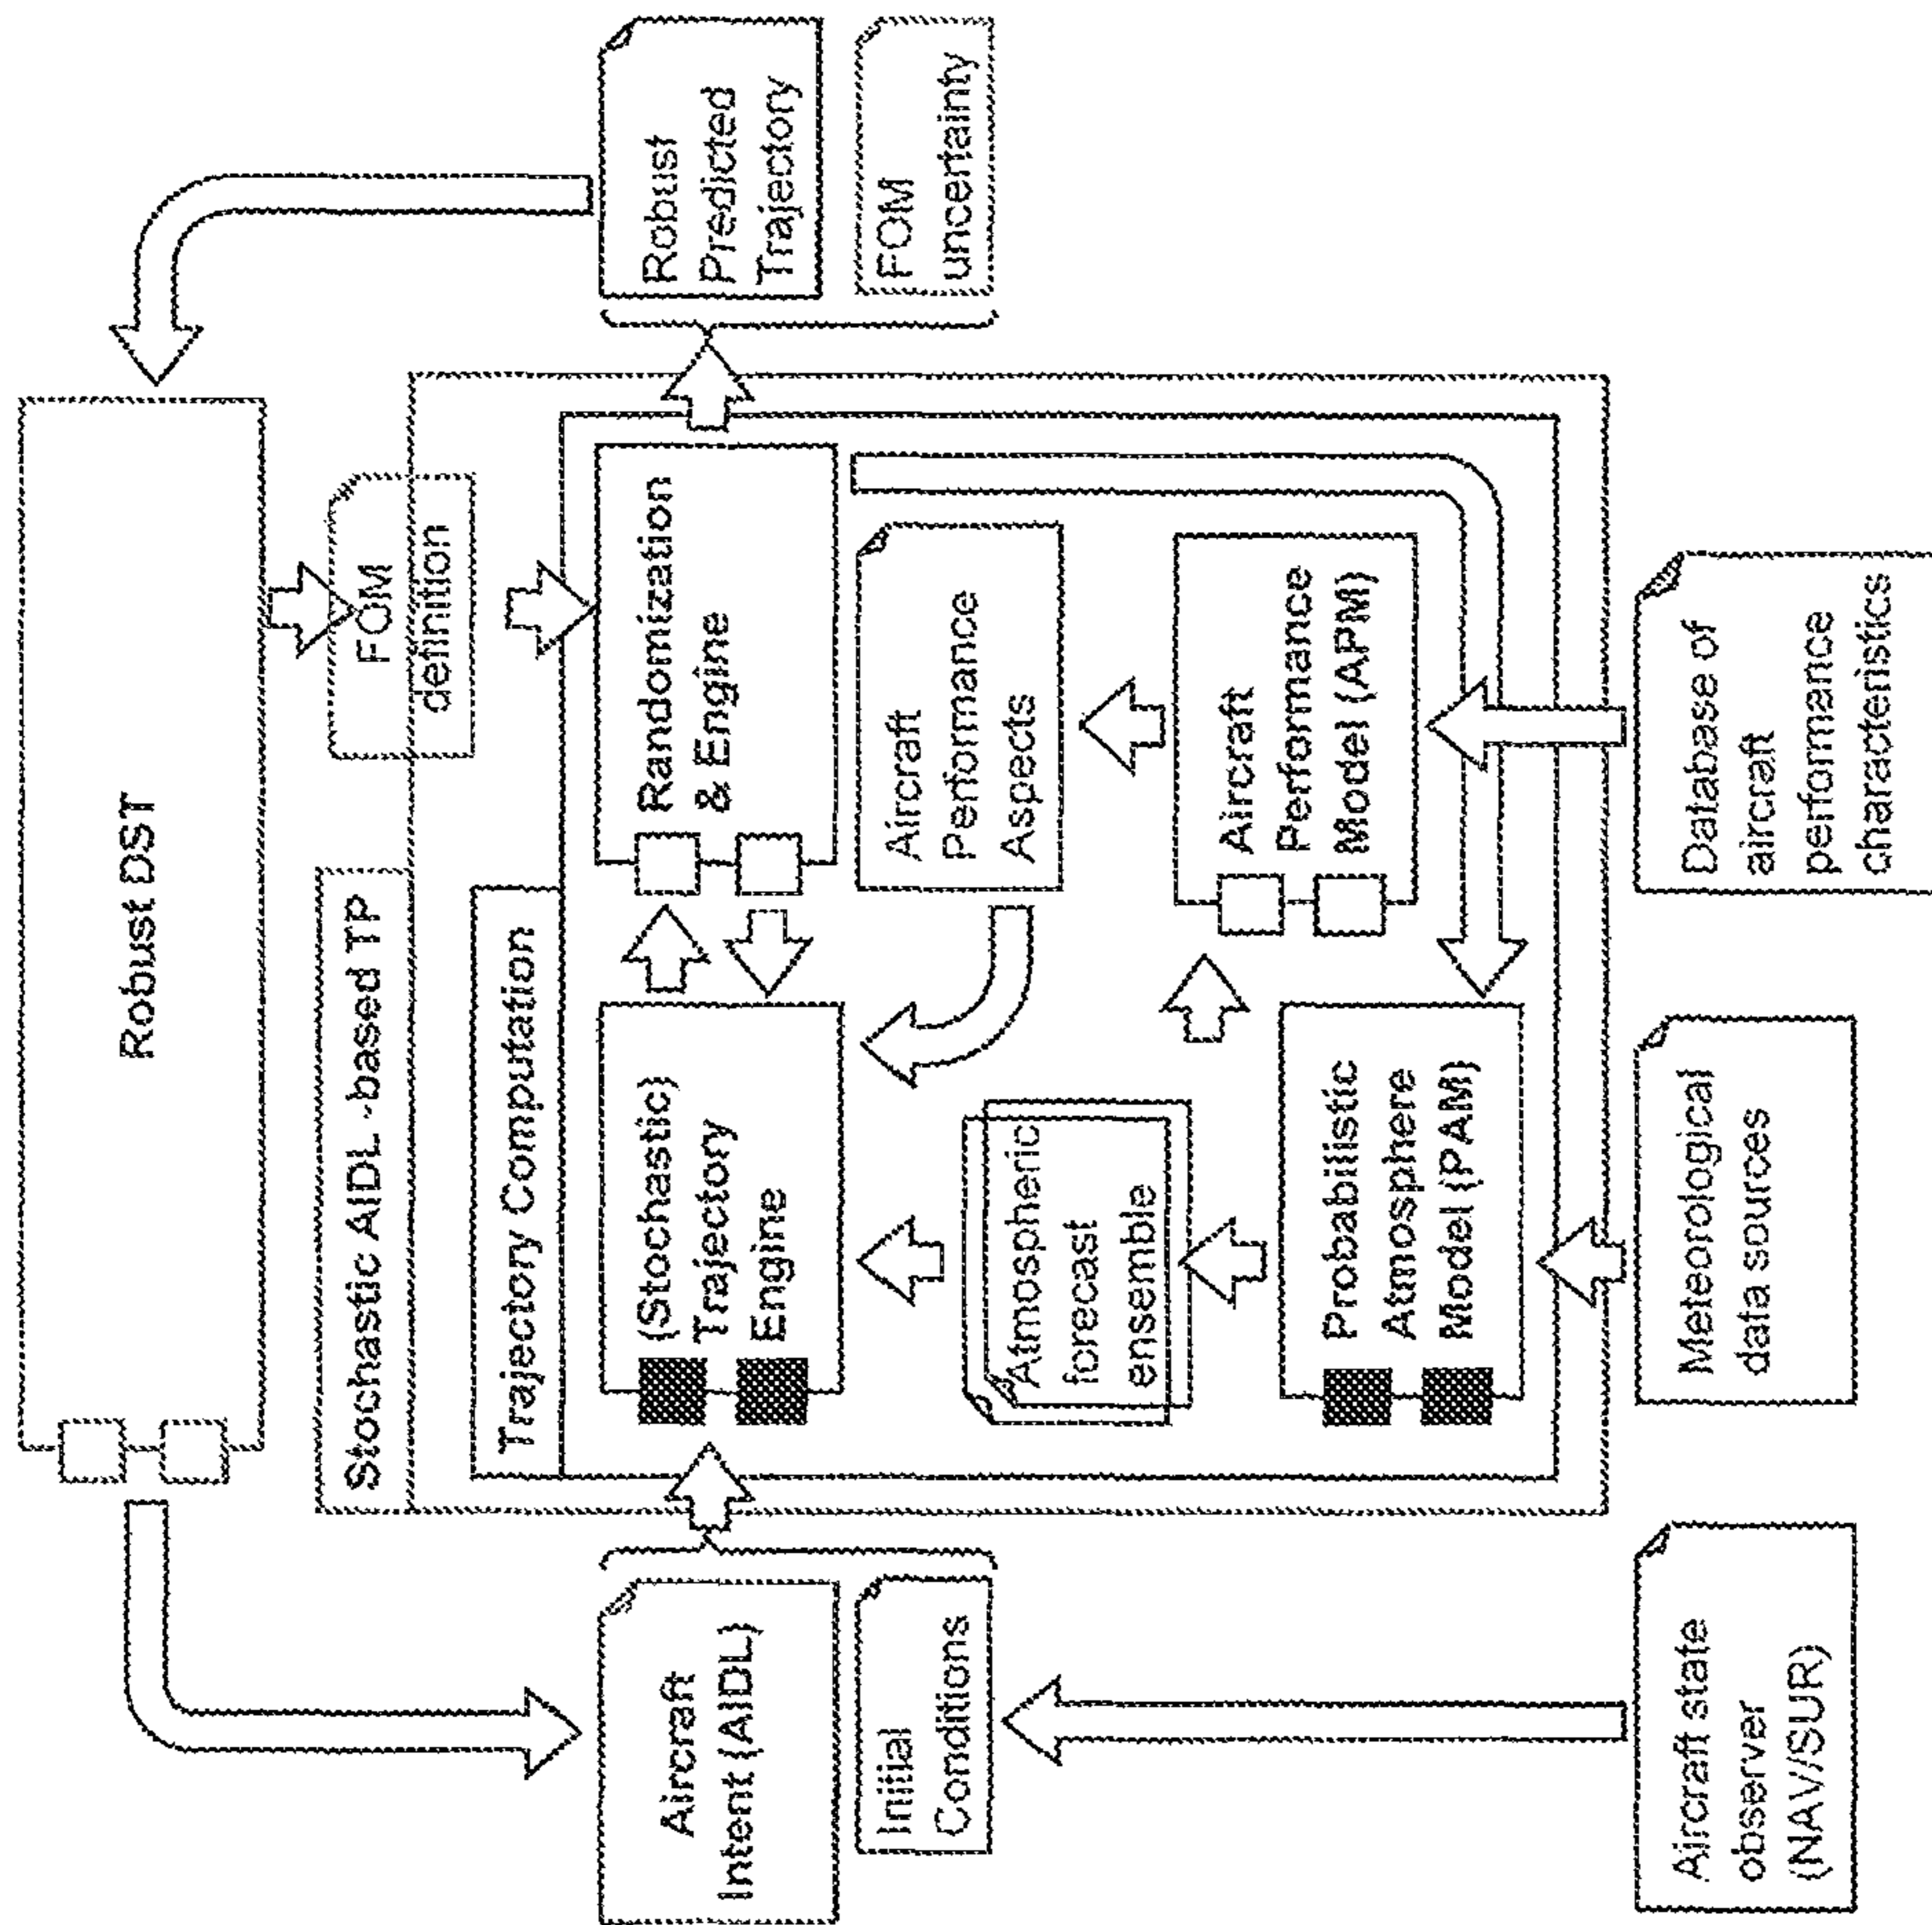 Robust DST
Stochastic AIDL -based TP
FOM
definition
Trajectory Computation
Aircraft
Intent (AIDL)
Initial
Conditions
(Stochastic)
Trajectory
Engine
Randomization
& Engine
Robust
Predicted
Trajectory
FOM
uncertainty
Atmospheric
forecast
ensemble
Aircraft
Performance
Aspects
Probabilistic
Atmosphere
Model (PAM)
Aircraft
Performance
Model (APM)
Aircraft state
observer
(NAV/SUR)
Meteorological
data sources
Database of
aircraft
performance
characteristics